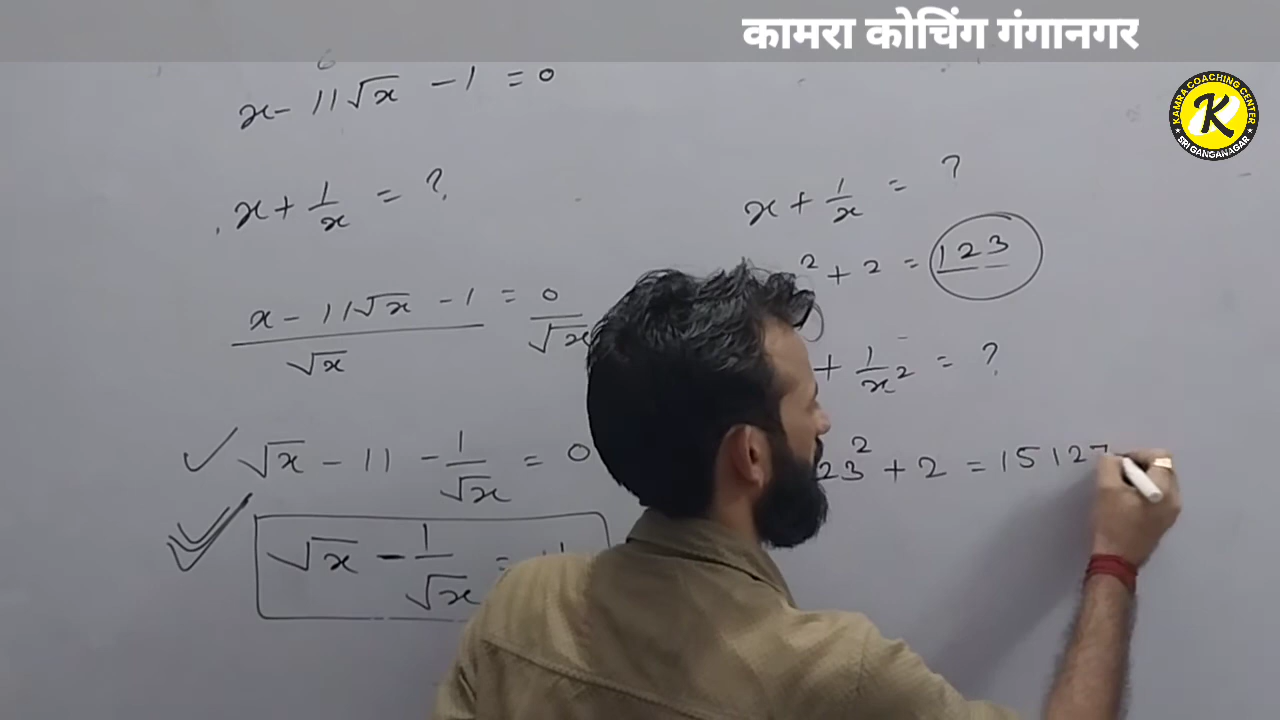 कामरा कोचिंग गंगानगर
KAMRA COACHING CENTER
K
SRI GANGANAGAR
x - 11√x - 1 = 0
x + 1/x = ?
(x - 11√x - 1)/√x = 0/√x
√x - 11 - 1/√x = 0
√x - 1/√x =
x + 1/x = ?
² + 2 = 123
+ 1/x² = ?
23² + 2 = 15127